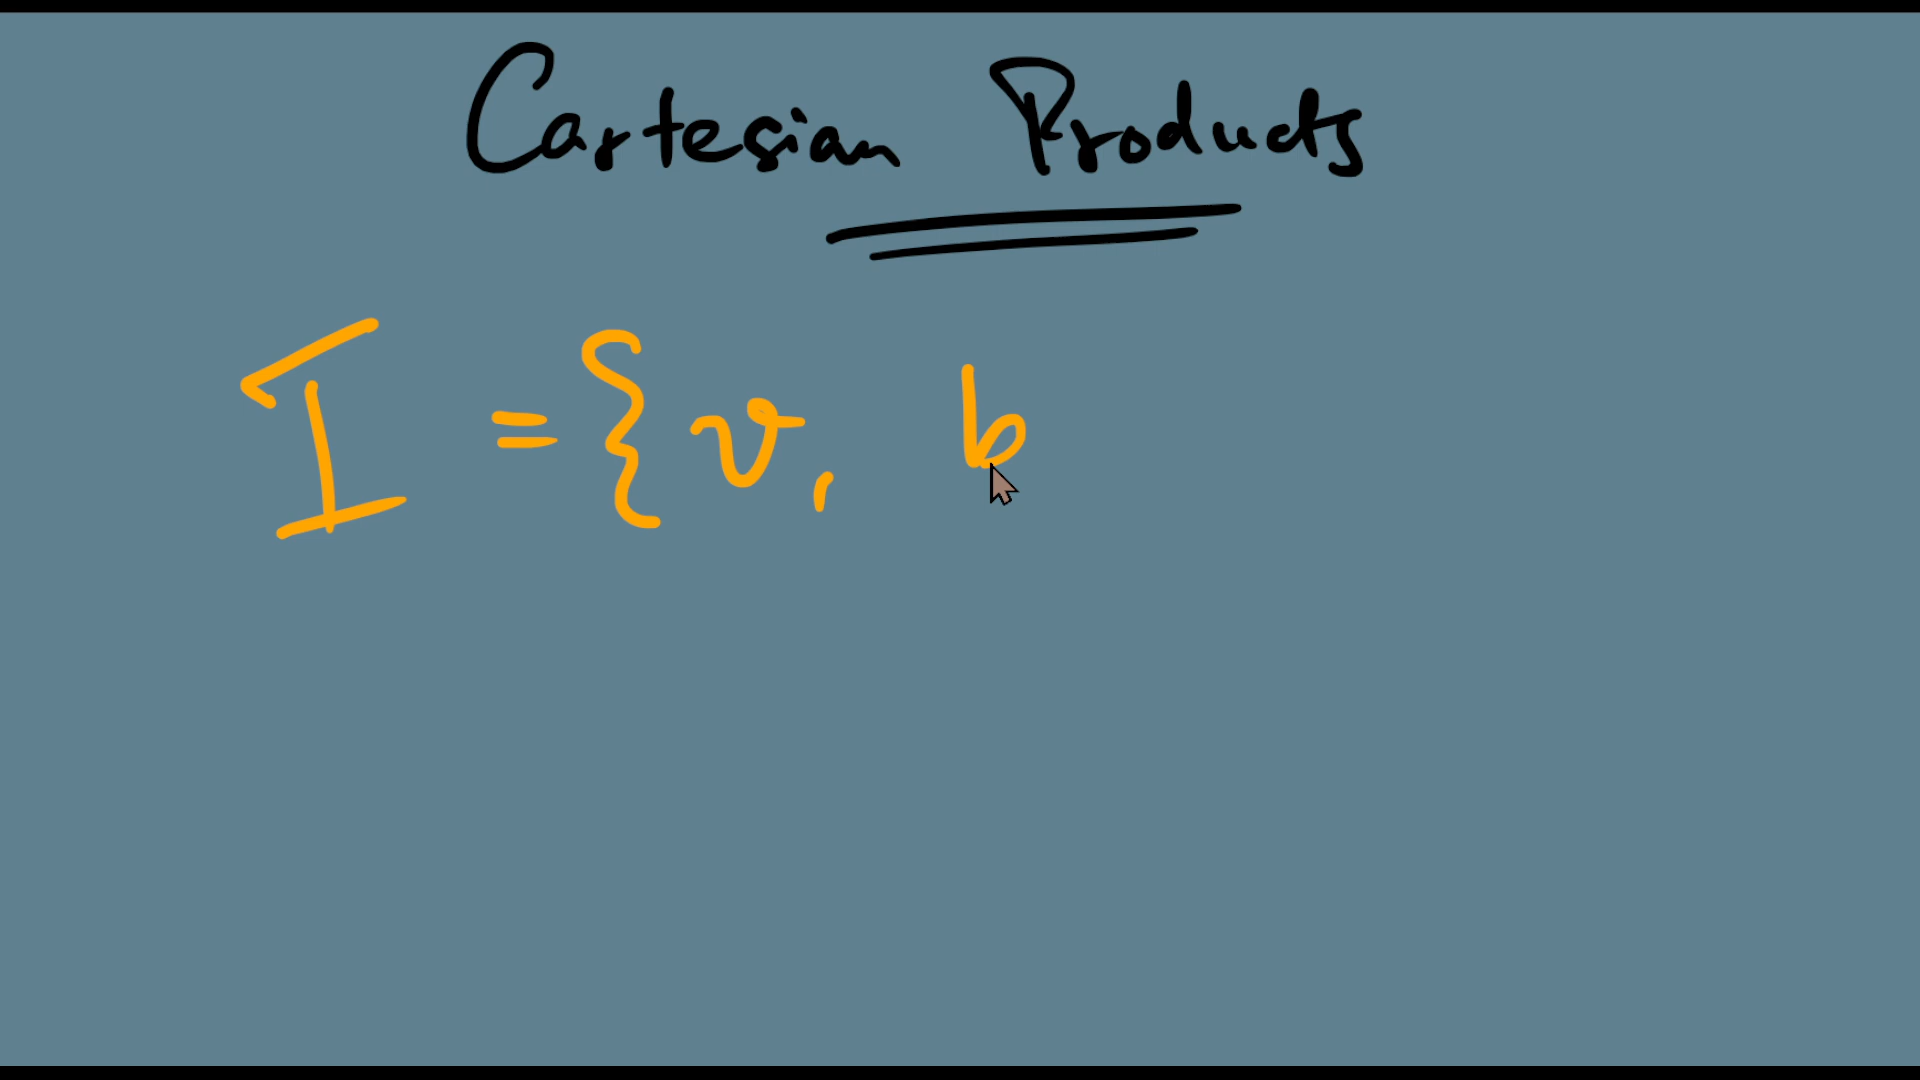 Cartesian Products
I = { v, b